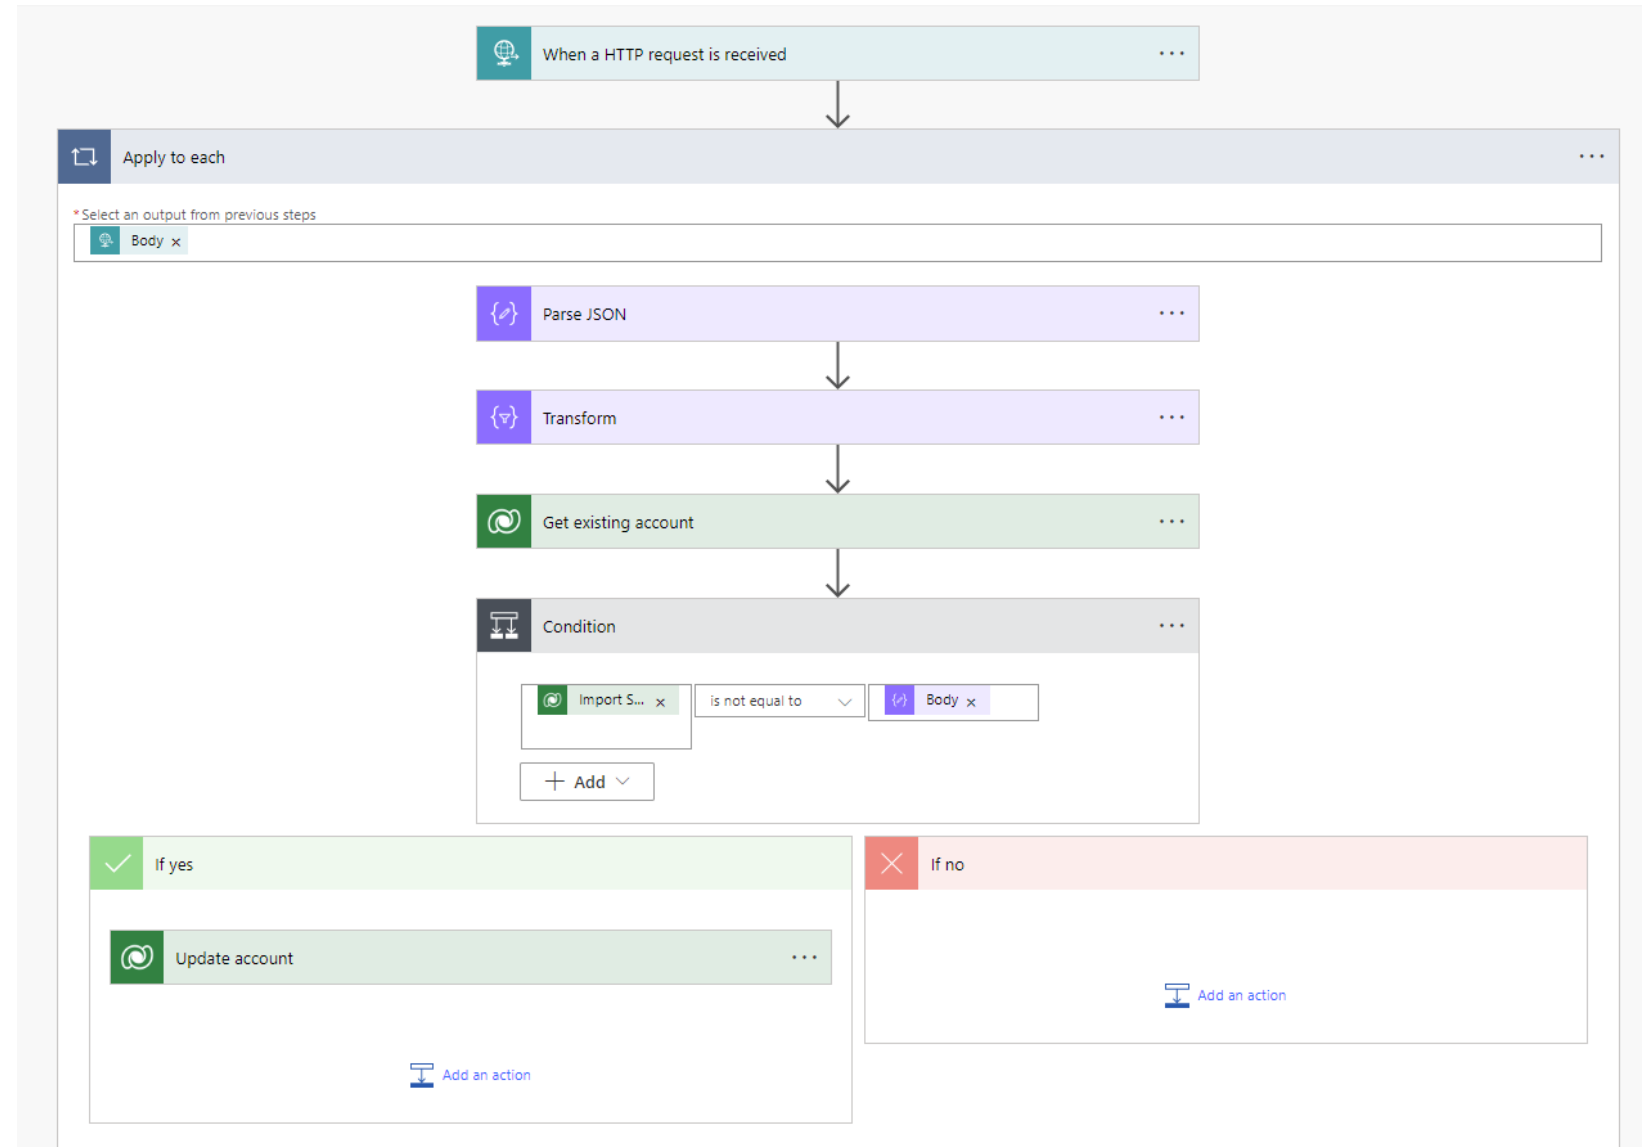 When a HTTP request is received
Apply to each
* Select an output from previous steps
Body ×
Parse JSON
Transform
Get existing account
Condition
Import S... × is not equal to Body ×
+ Add
If yes If no
Update account
Add an action
Add an action